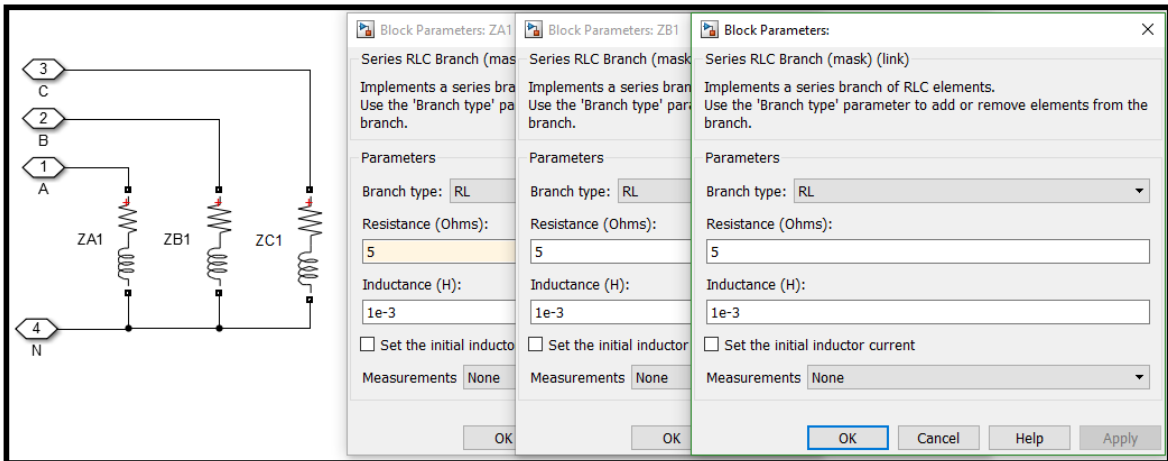 3
C
2
B
1
A
ZA1
ZB1
ZC1
4
N
Block Parameters: ZA1
Series RLC Branch (mas
Implements a series bra
Use the 'Branch type' pa
branch.
Parameters
Branch type: RL
Resistance (Ohms):
5
Inductance (H):
1e-3
Set the initial inducto
Measurements None
OK
Block Parameters: ZB1
Series RLC Branch (mask
Implements a series bran
Use the 'Branch type' par
branch.
Parameters
Branch type: RL
Resistance (Ohms):
5
Inductance (H):
1e-3
Set the initial inductor
Measurements None
OK
Block Parameters:
Series RLC Branch (mask) (link)
Implements a series branch of RLC elements.
Use the 'Branch type' parameter to add or remove elements from the
branch.
Parameters
Branch type: RL
Resistance (Ohms):
5
Inductance (H):
1e-3
Set the initial inductor current
Measurements None
OK Cancel Help Apply